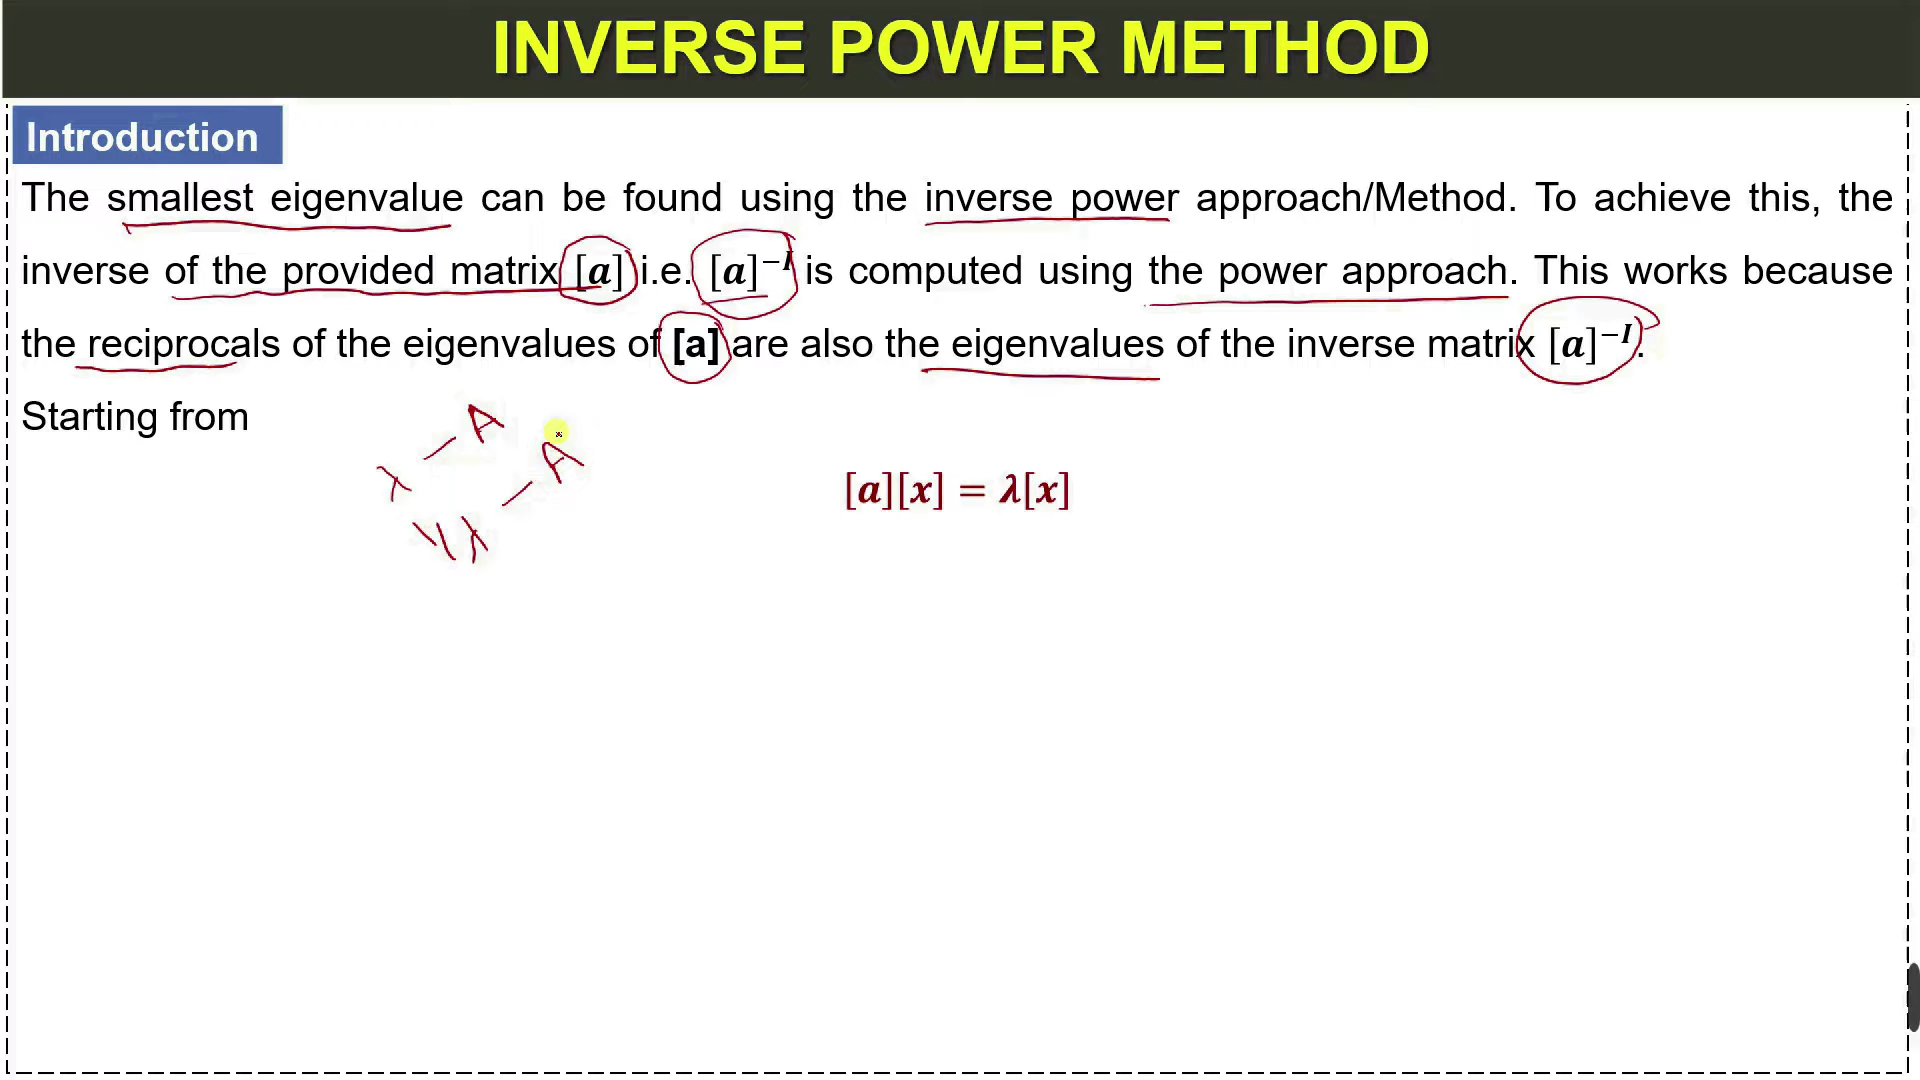 INVERSE POWER METHOD
Introduction
The smallest eigenvalue can be found using the inverse power approach/Method. To achieve this, the
inverse of the provided matrix [a] i.e. [a]⁻ᴵ is computed using the power approach. This works because
the reciprocals of the eigenvalues of [a] are also the eigenvalues of the inverse matrix [a]⁻ᴵ.
Starting from
λ – A
1/λ – A
[a][x] = λ[x]